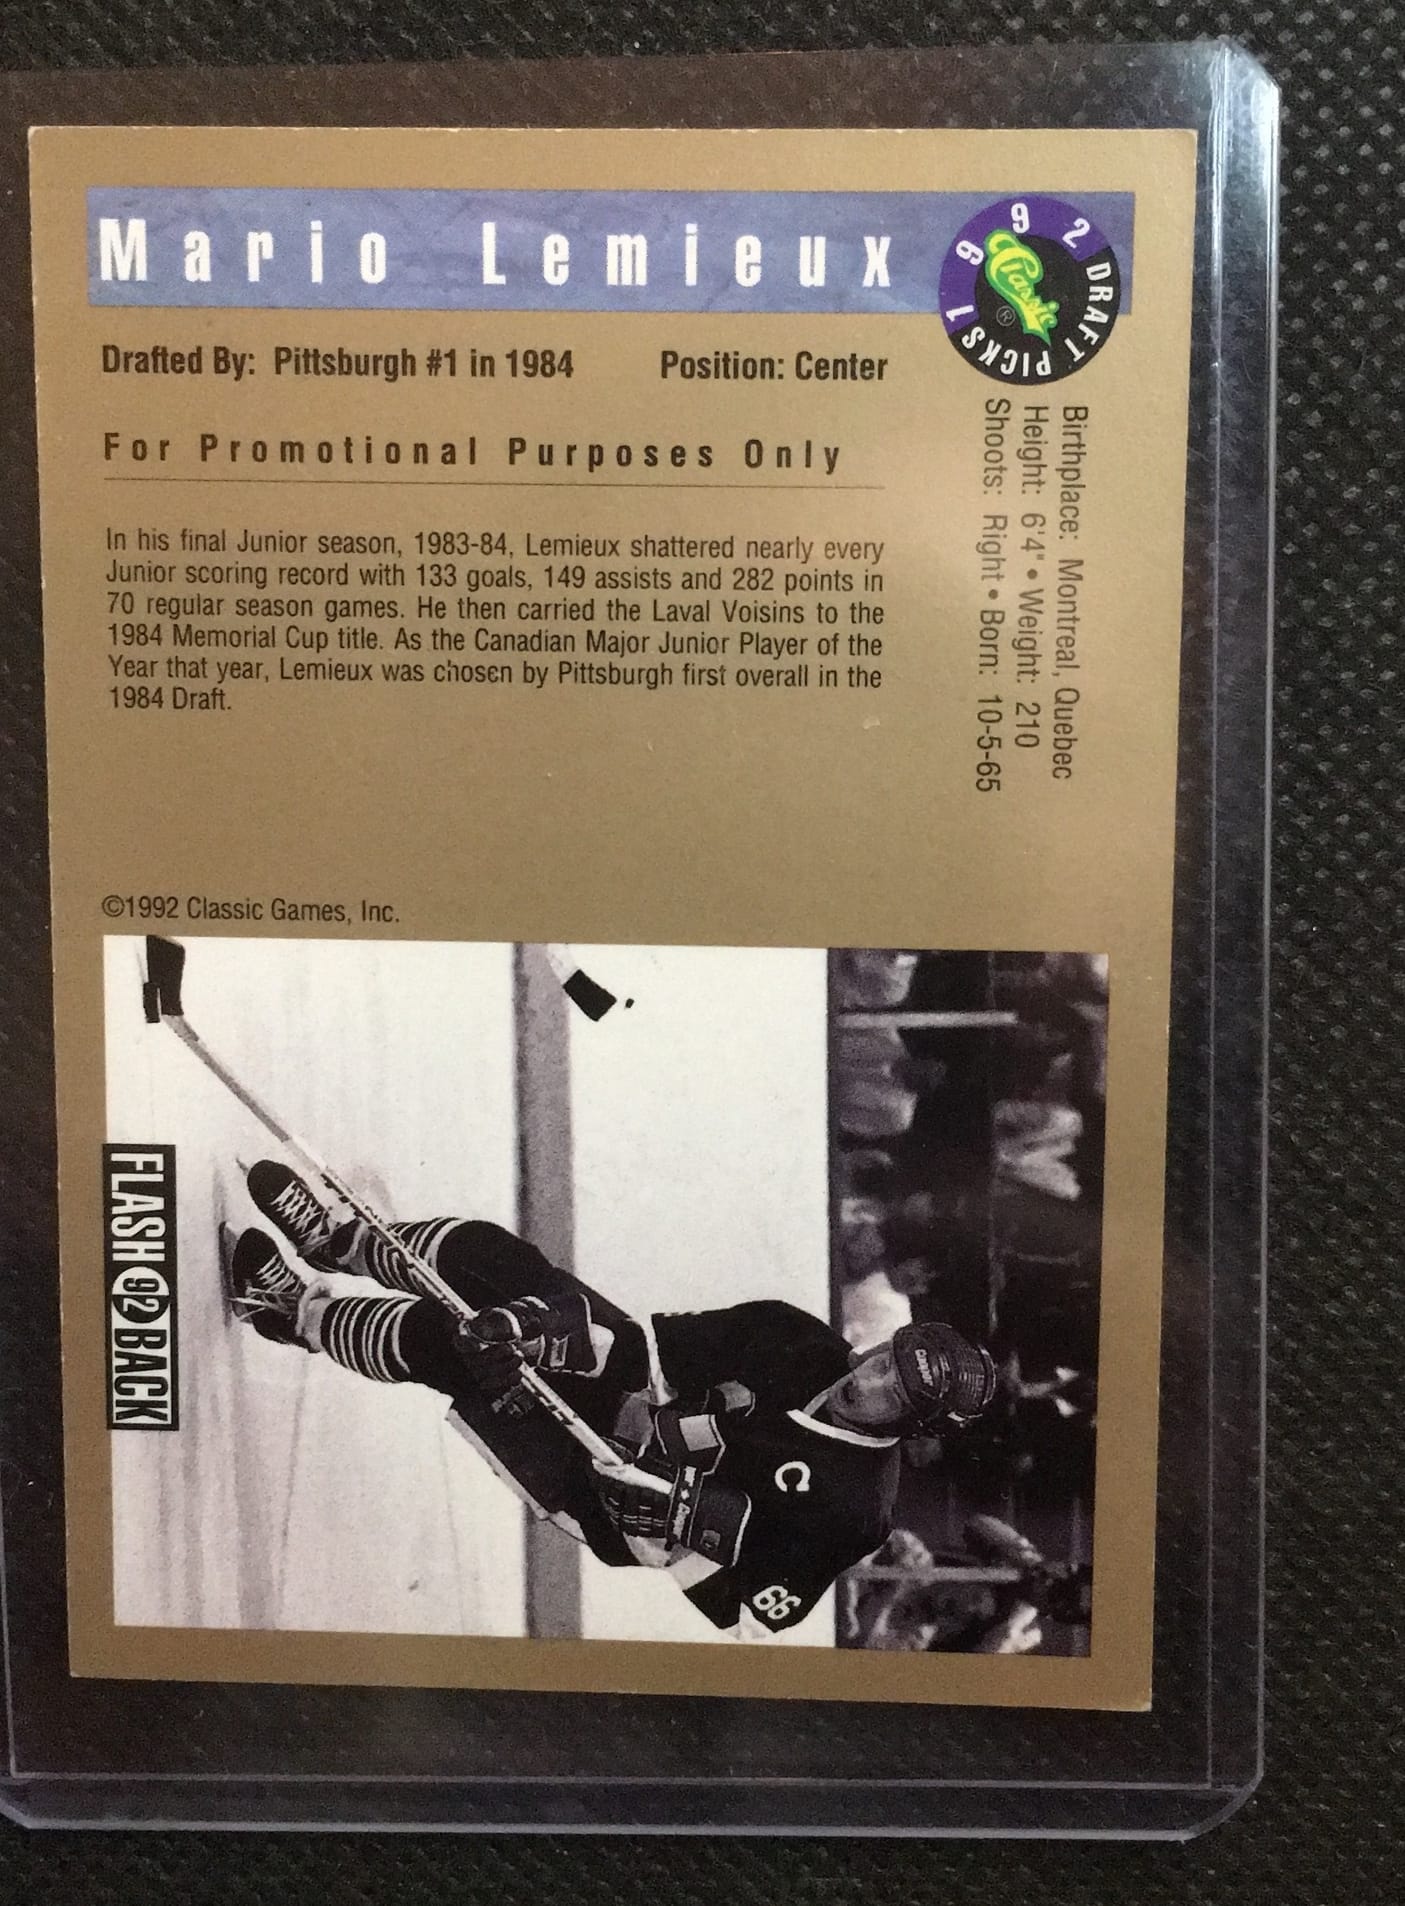 Mario Lemieux
1992 DRAFT PICKS
Classic ®
Drafted By: Pittsburgh #1 in 1984 Position: Center
For Promotional Purposes Only
Birthplace: Montreal, Quebec
Height: 6'4" • Weight: 210
Shoots: Right • Born: 10-5-65
In his final Junior season, 1983-84, Lemieux shattered nearly every
Junior scoring record with 133 goals, 149 assists and 282 points in
70 regular season games. He then carried the Laval Voisins to the
1984 Memorial Cup title. As the Canadian Major Junior Player of the
Year that year, Lemieux was chosen by Pittsburgh first overall in the
1984 Draft.
©1992 Classic Games, Inc.
FLASH 92 BACK
C
66